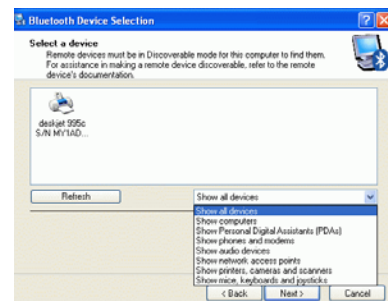 Bluetooth Device Selection
Select a device
Remote devices must be in Discoverable mode for this computer to find them.
For assistance in making a remote device discoverable, refer to the remote
device's documentation.
deskjet 995c
S/N MY1AD...
Refresh
Show all devices
Show all devices
Show computers
Show Personal Digital Assistants (PDAs)
Show phones and modems
Show audio devices
Show network access points
Show printers, cameras and scanners
Show mice, keyboards and joysticks
< Back
Next >
Cancel